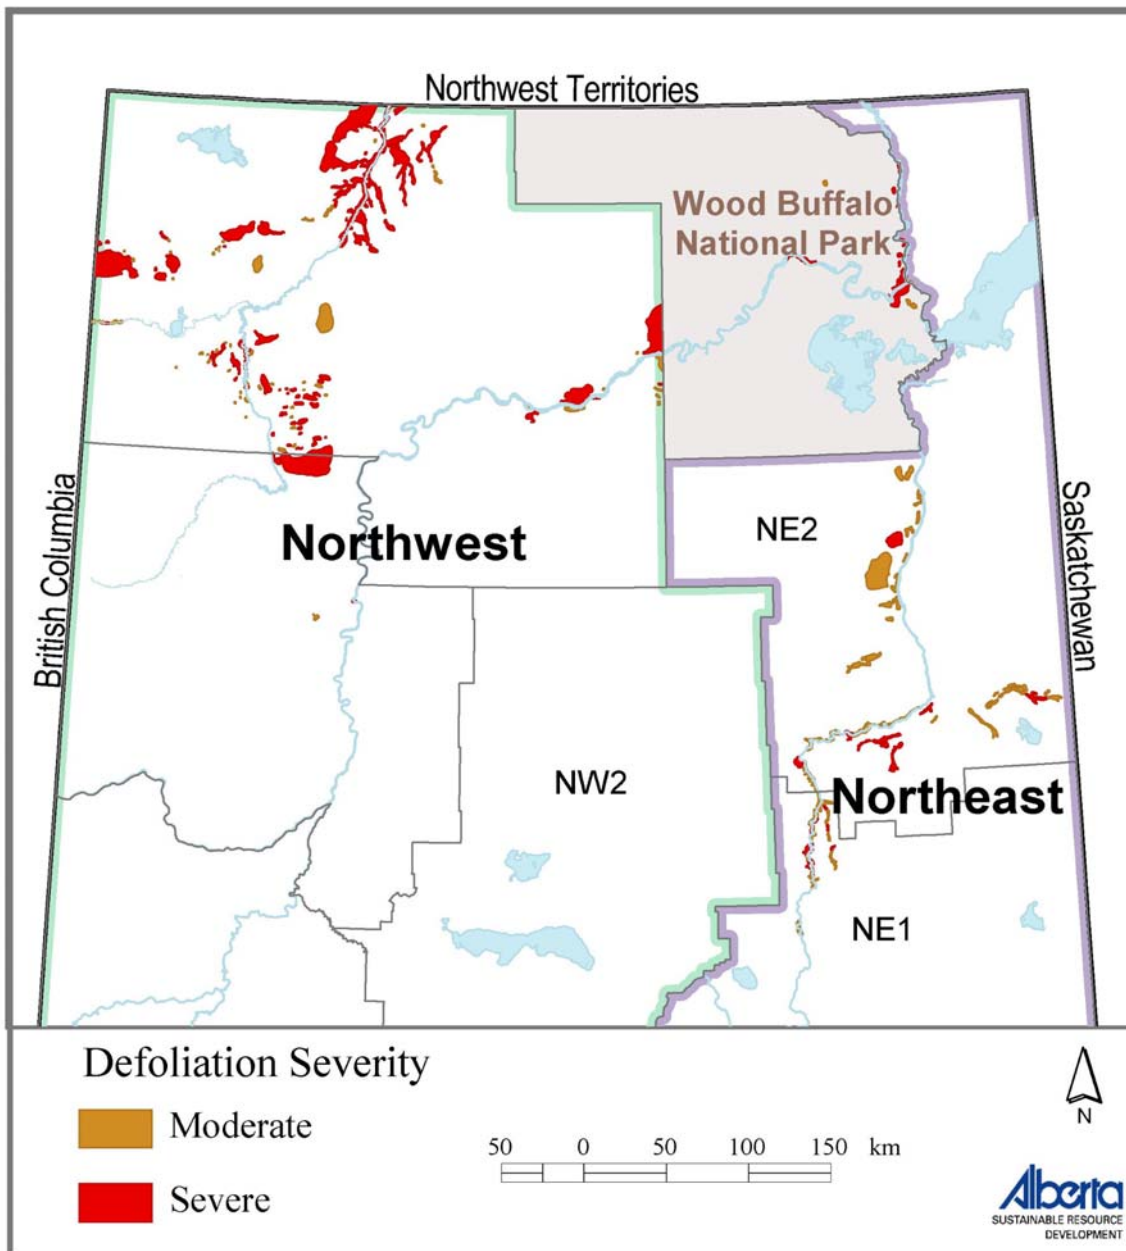 Northwest Territories
Wood Buffalo
National Park
British Columbia
Saskatchewan
Northwest
NE2
NW2
Northeast
NE1
Defoliation Severity
Moderate
Severe
50 0 50 100 150 km
N
Alberta
SUSTAINABLE RESOURCE
DEVELOPMENT